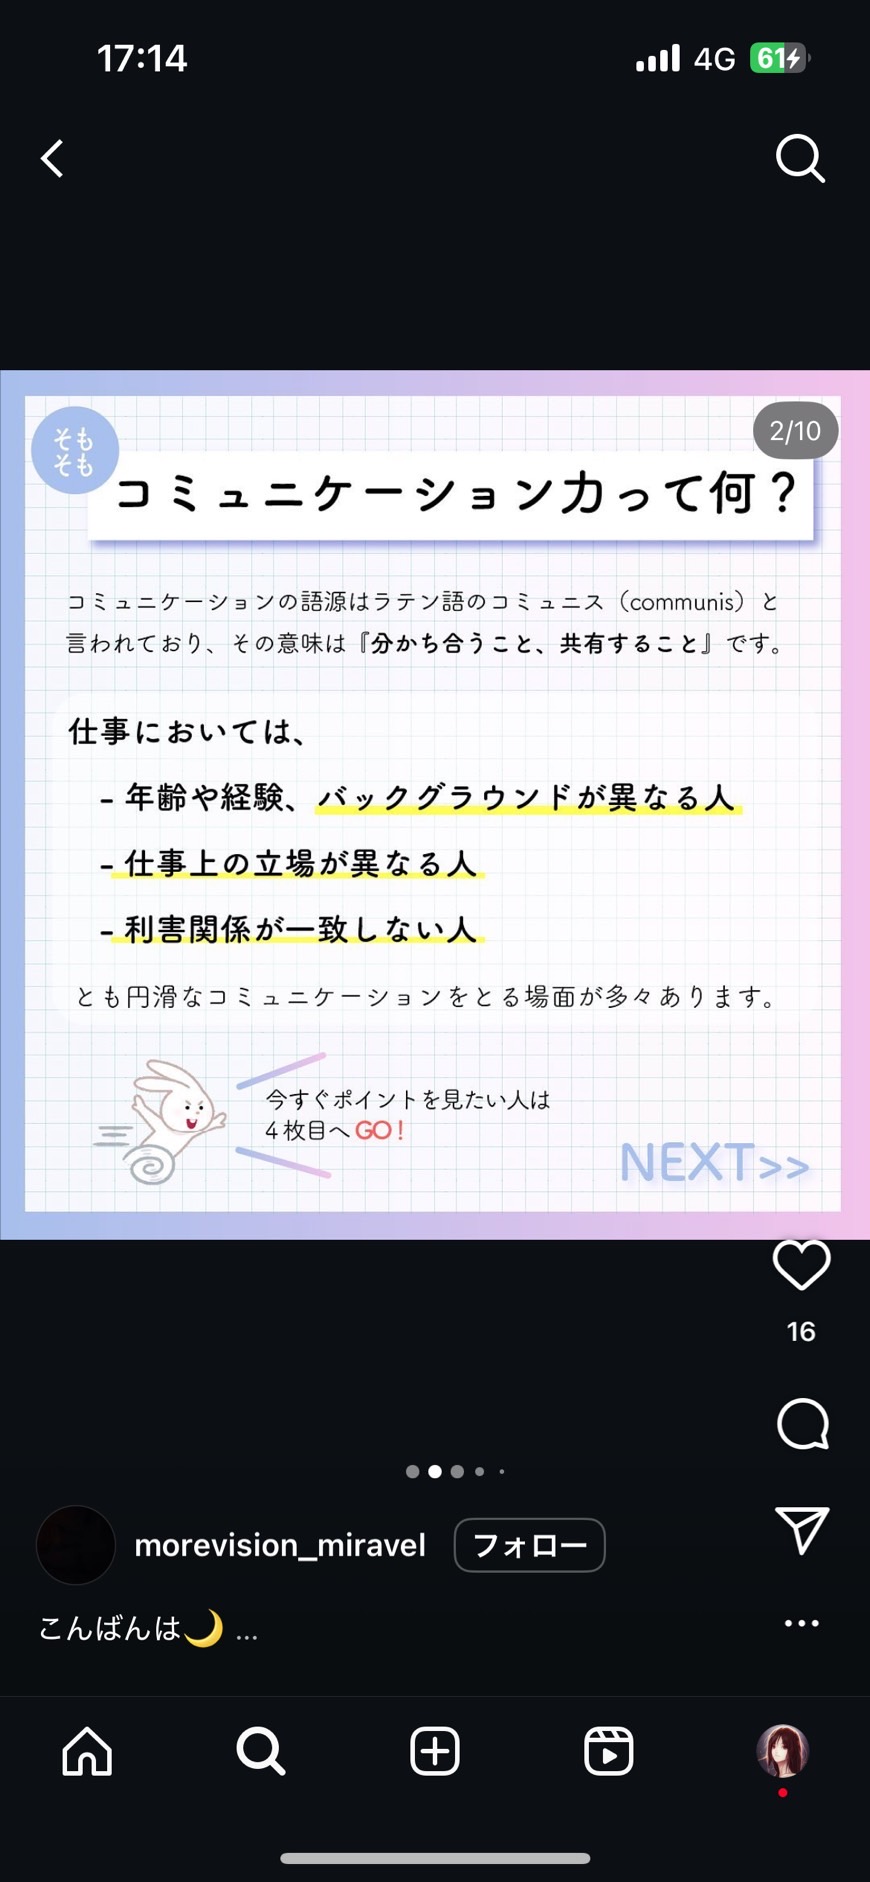 17:14
4G
61
2/10
そも
そも
コミュニケーション力って何？
コミュニケーションの語源はラテン語のコミュニス（communis）と
言われており、その意味は『分かち合うこと、共有すること』です。
仕事においては、
- 年齢や経験、バックグラウンドが異なる人
- 仕事上の立場が異なる人
- 利害関係が一致しない人
とも円滑なコミュニケーションをとる場面が多々あります。
今すぐポイントを見たい人は
4枚目へGO！
NEXT>>
16
morevision_miravel
フォロー
こんばんは🌙 ...